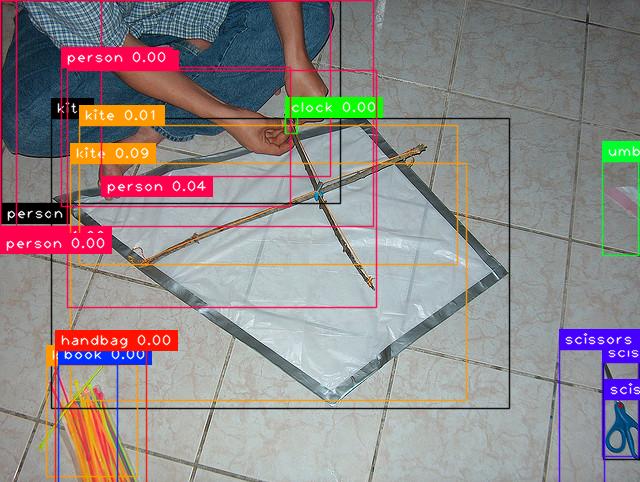 person 0.00
kit
clock 0.00
kite 0.01
kite 0.09
umb
person 0.04
person
person 0.00
handbag 0.00
scissors
book 0.00
scis
scis